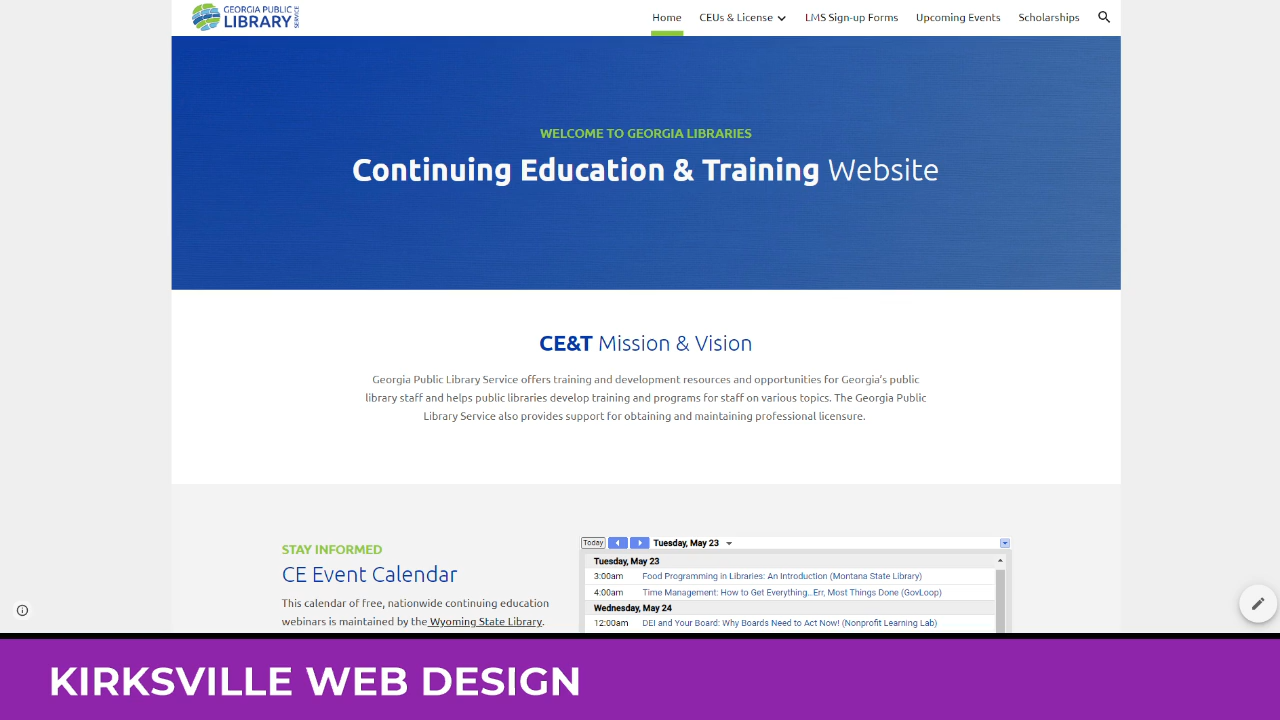 GEORGIA PUBLIC
LIBRARY
SERVICE
Home
CEUs & License
LMS Sign-up Forms
Upcoming Events
Scholarships
WELCOME TO GEORGIA LIBRARIES
Continuing Education & Training Website
CE&T Mission & Vision
Georgia Public Library Service offers training and development resources and opportunities for Georgia's public
library staff and helps public libraries develop training and programs for staff on various topics. The Georgia Public
Library Service also provides support for obtaining and maintaining professional licensure.
STAY INFORMED
CE Event Calendar
This calendar of free, nationwide continuing education
webinars is maintained by the Wyoming State Library.
Today
Tuesday, May 23
Tuesday, May 23
3:00am Food Programming in Libraries: An Introduction (Montana State Library)
4:00am Time Management: How to Get Everything...Err, Most Things Done (GovLoop)
Wednesday, May 24
12:00am DEI and Your Board: Why Boards Need to Act Now! (Nonprofit Learning Lab)
KIRKSVILLE WEB DESIGN